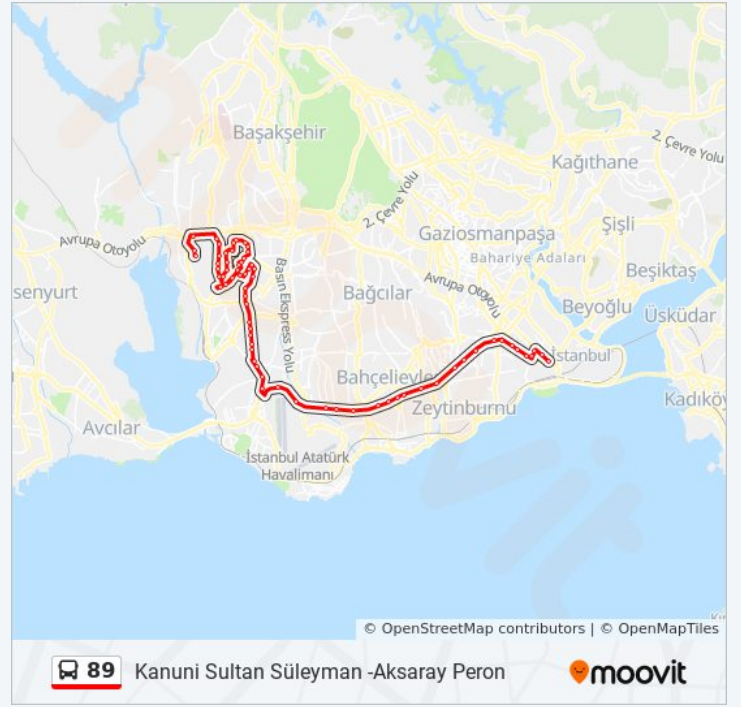 Başakşehir
Kağıthane
2. Çevre Yolu
2. Çevre Yolu
Avrupa Otoyolu
Gaziosmanpaşa
Şişli
Bahariye Adaları
Beşiktaş
Basın Ekspress Yolu
Avrupa Otoyolu
senyurt
Bağcılar
Beyoğlu
Üsküdar
İstanbul
Bahçelievle
Zeytinburnu
Kadıköy
Avcılar
İstanbul Atatürk
Havalimanı
© OpenStreetMap contributors | © OpenMapTiles
89 Kanuni Sultan Süleyman -Aksaray Peron moovit